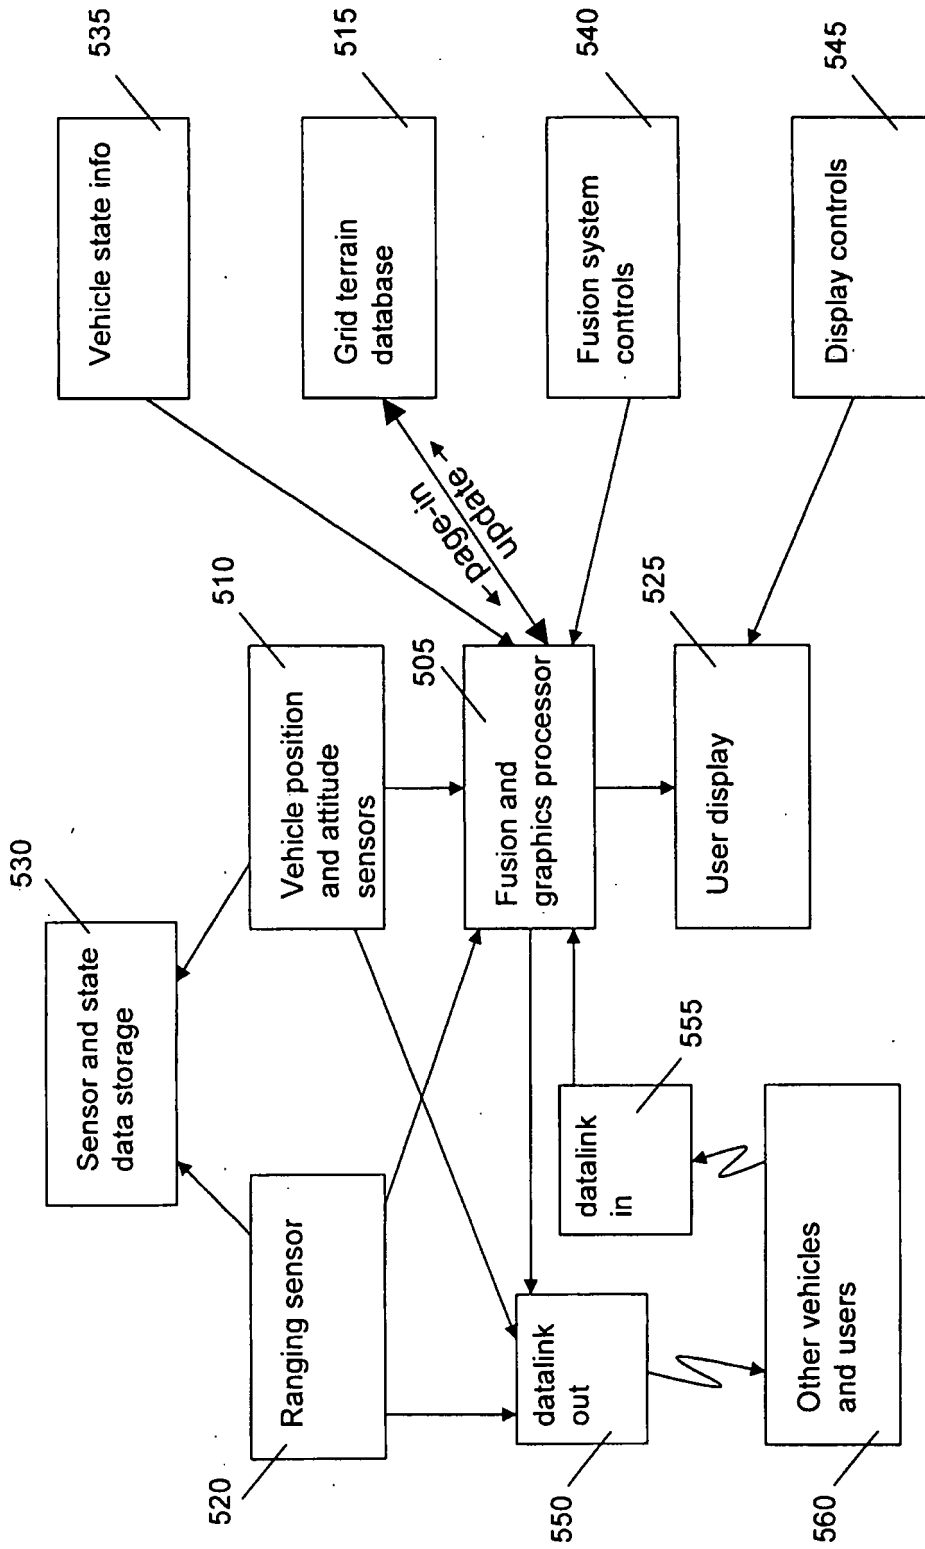 530
Sensor and state
data storage
520
Ranging sensor
510
Vehicle position
and attitude
sensors
535
Vehicle state info
515
Grid terrain
database
← page-in
update →
550
datalink
out
555
datalink
in
505
Fusion and
graphics processor
540
Fusion system
controls
560
Other vehicles
and users
525
User display
545
Display controls